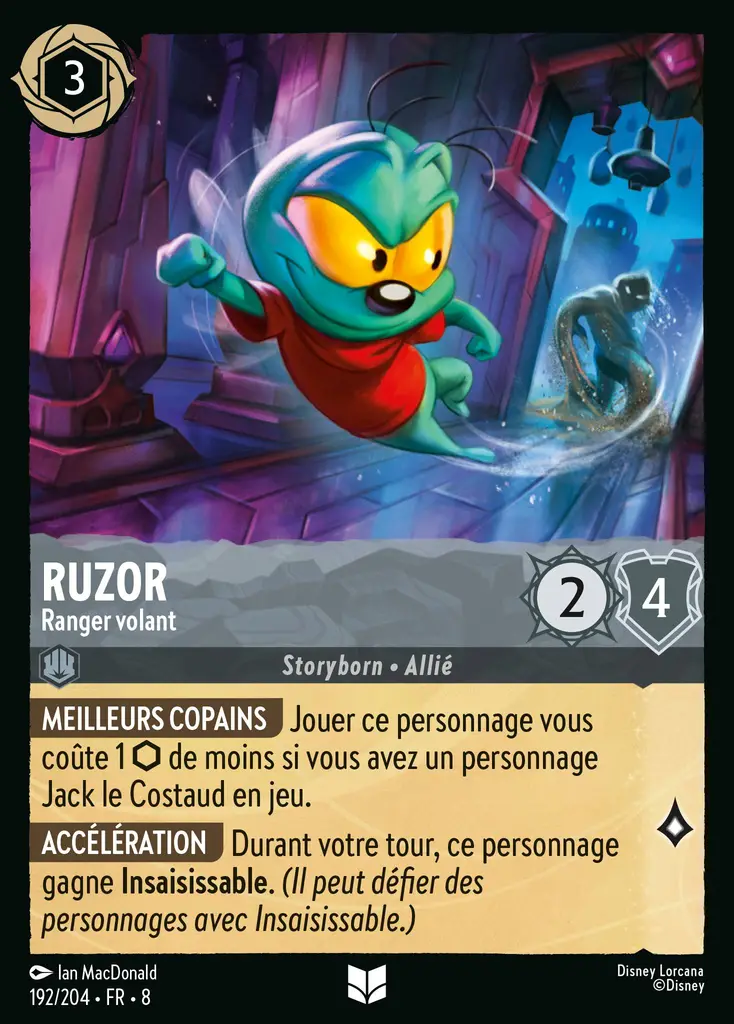 3
RUZOR
Ranger volant
2
4
Storyborn • Allié
MEILLEURS COPAINS Jouer ce personnage vous
coûte 1 ⬡ de moins si vous avez un personnage
Jack le Costaud en jeu.
ACCÉLÉRATION Durant votre tour, ce personnage
gagne Insaisissable. (Il peut défier des
personnages avec Insaisissable.)
Ian MacDonald
192/204 • FR • 8
Disney Lorcana
©Disney